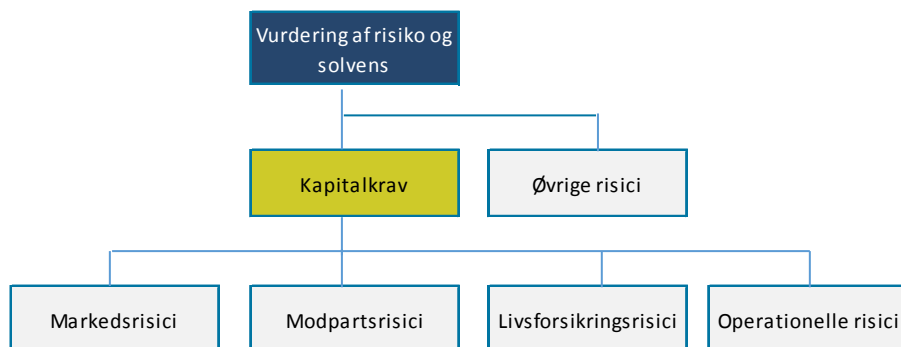 Vurdering af risiko og
solvens
Kapitalkrav
Øvrige risici
Markedsrisici
Modpartsrisici
Livsforsikringsrisici
Operationelle risici